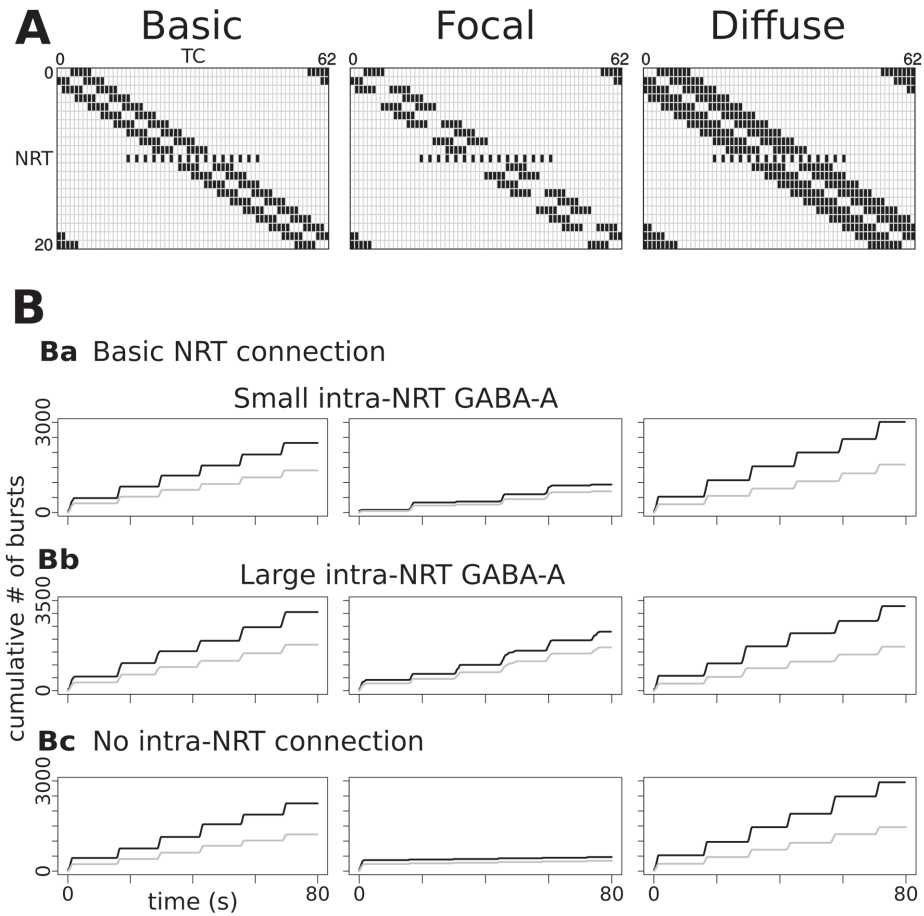 A Basic Focal Diffuse
0 TC 62 0 62 0 62
0
NRT
20
B
Ba Basic NRT connection
Small intra-NRT GABA-A
3000
0
Bb
Large intra-NRT GABA-A
3500
0
cumulative # of bursts
Bc No intra-NRT connection
3000
0
0 80 0 80 0 80
time (s)